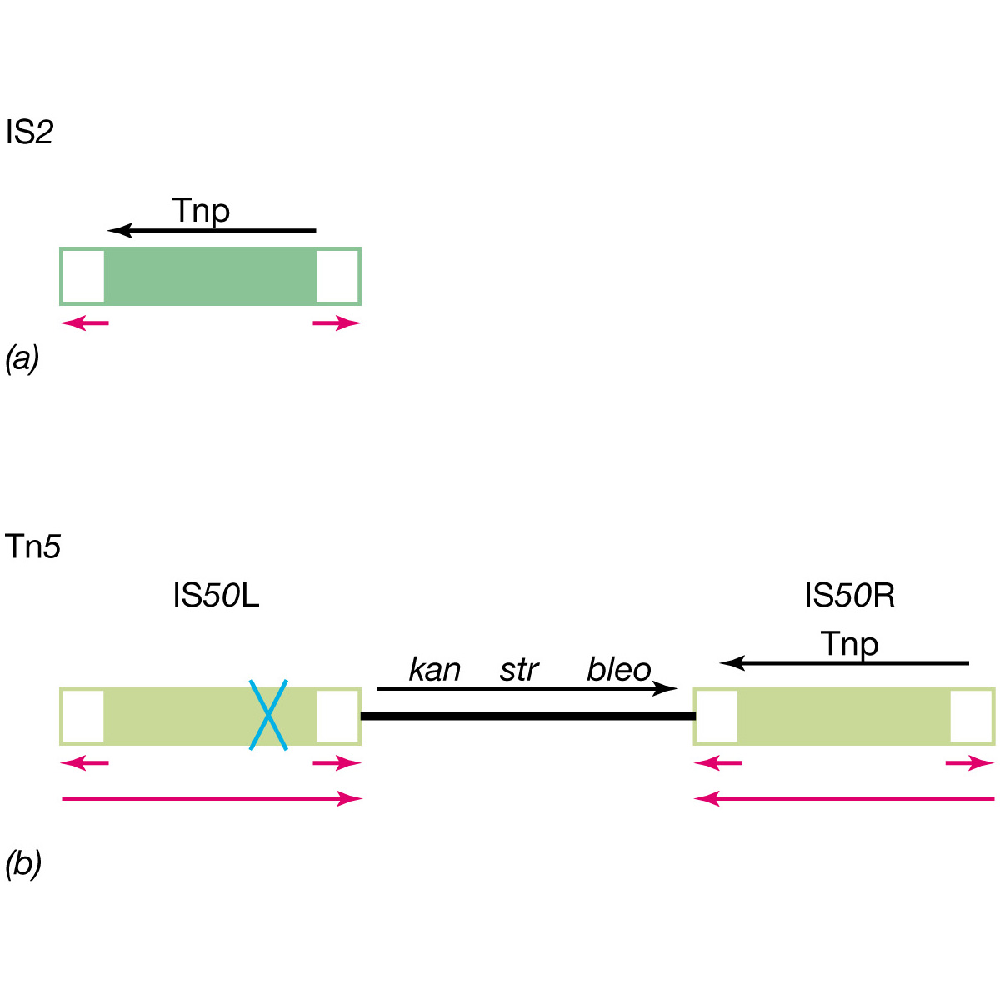 IS2
Tnp
(a)
Tn5
IS50L IS50R
Tnp
kan str bleo
(b)